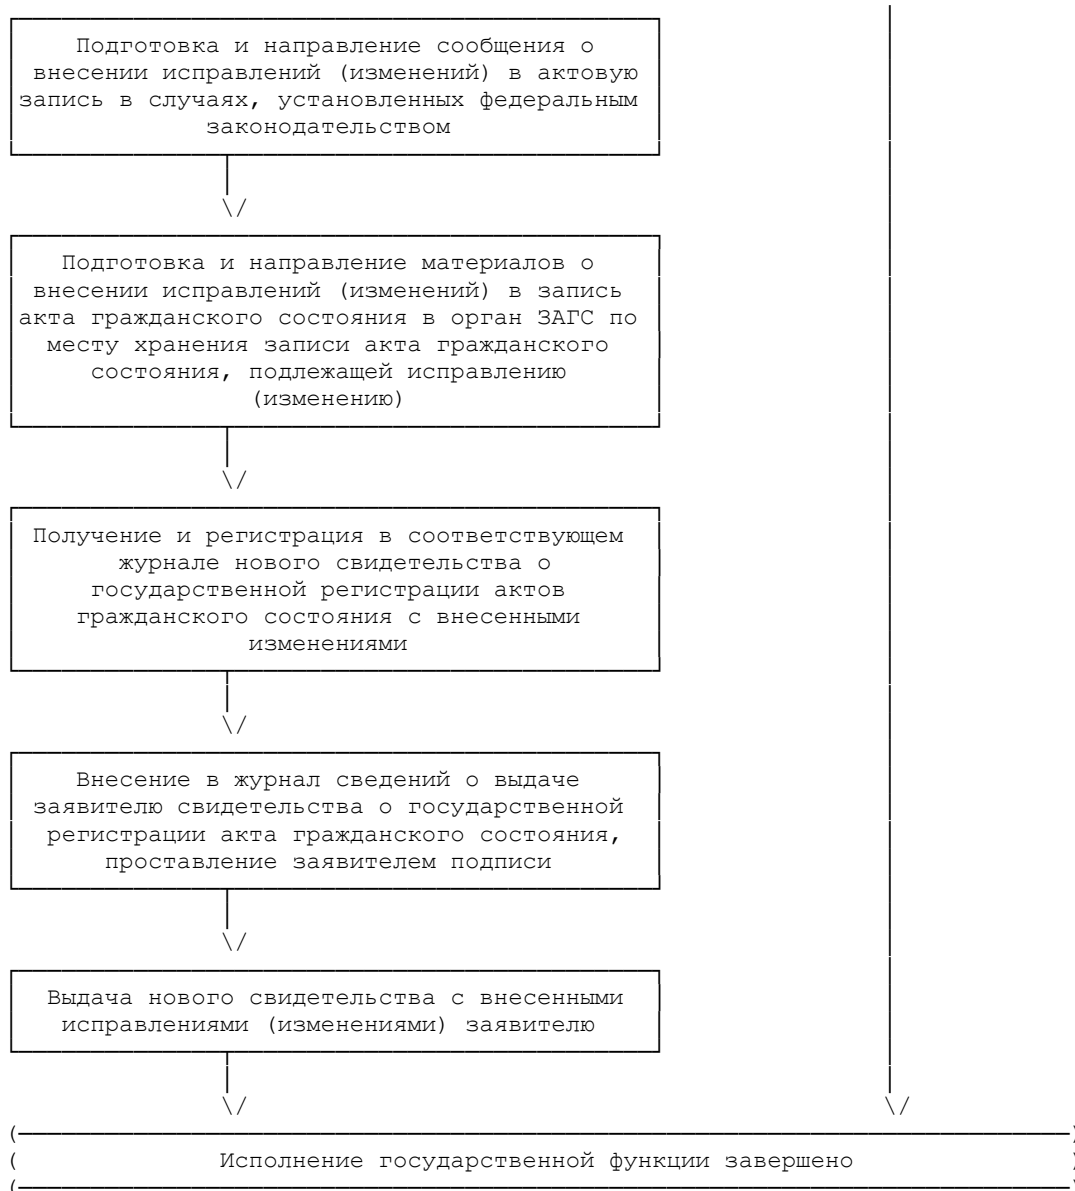 Подготовка и направление сообщения о
внесении исправлений (изменений) в актовую
запись в случаях, установленных федеральным
законодательством
Подготовка и направление материалов о
внесении исправлений (изменений) в запись
акта гражданского состояния в орган ЗАГС по
месту хранения записи акта гражданского
состояния, подлежащей исправлению
(изменению)
Получение и регистрация в соответствующем
журнале нового свидетельства о
государственной регистрации актов
гражданского состояния с внесенными
изменениями
Внесение в журнал сведений о выдаче
заявителю свидетельства о государственной
регистрации акта гражданского состояния,
проставление заявителем подписи
Выдача нового свидетельства с внесенными
исправлениями (изменениями) заявителю
Исполнение государственной функции завершено